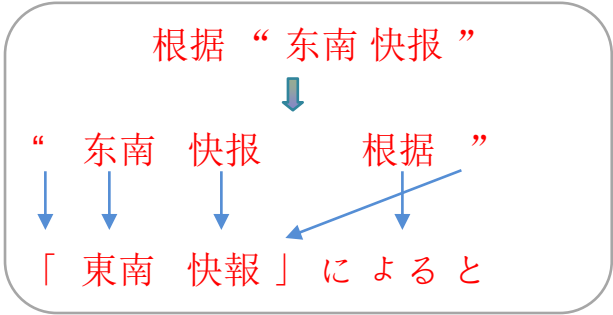 根据 “ 东南 快报 ”
“ 东南 快报 根据 ”
「 東南 快報 」 に よる と